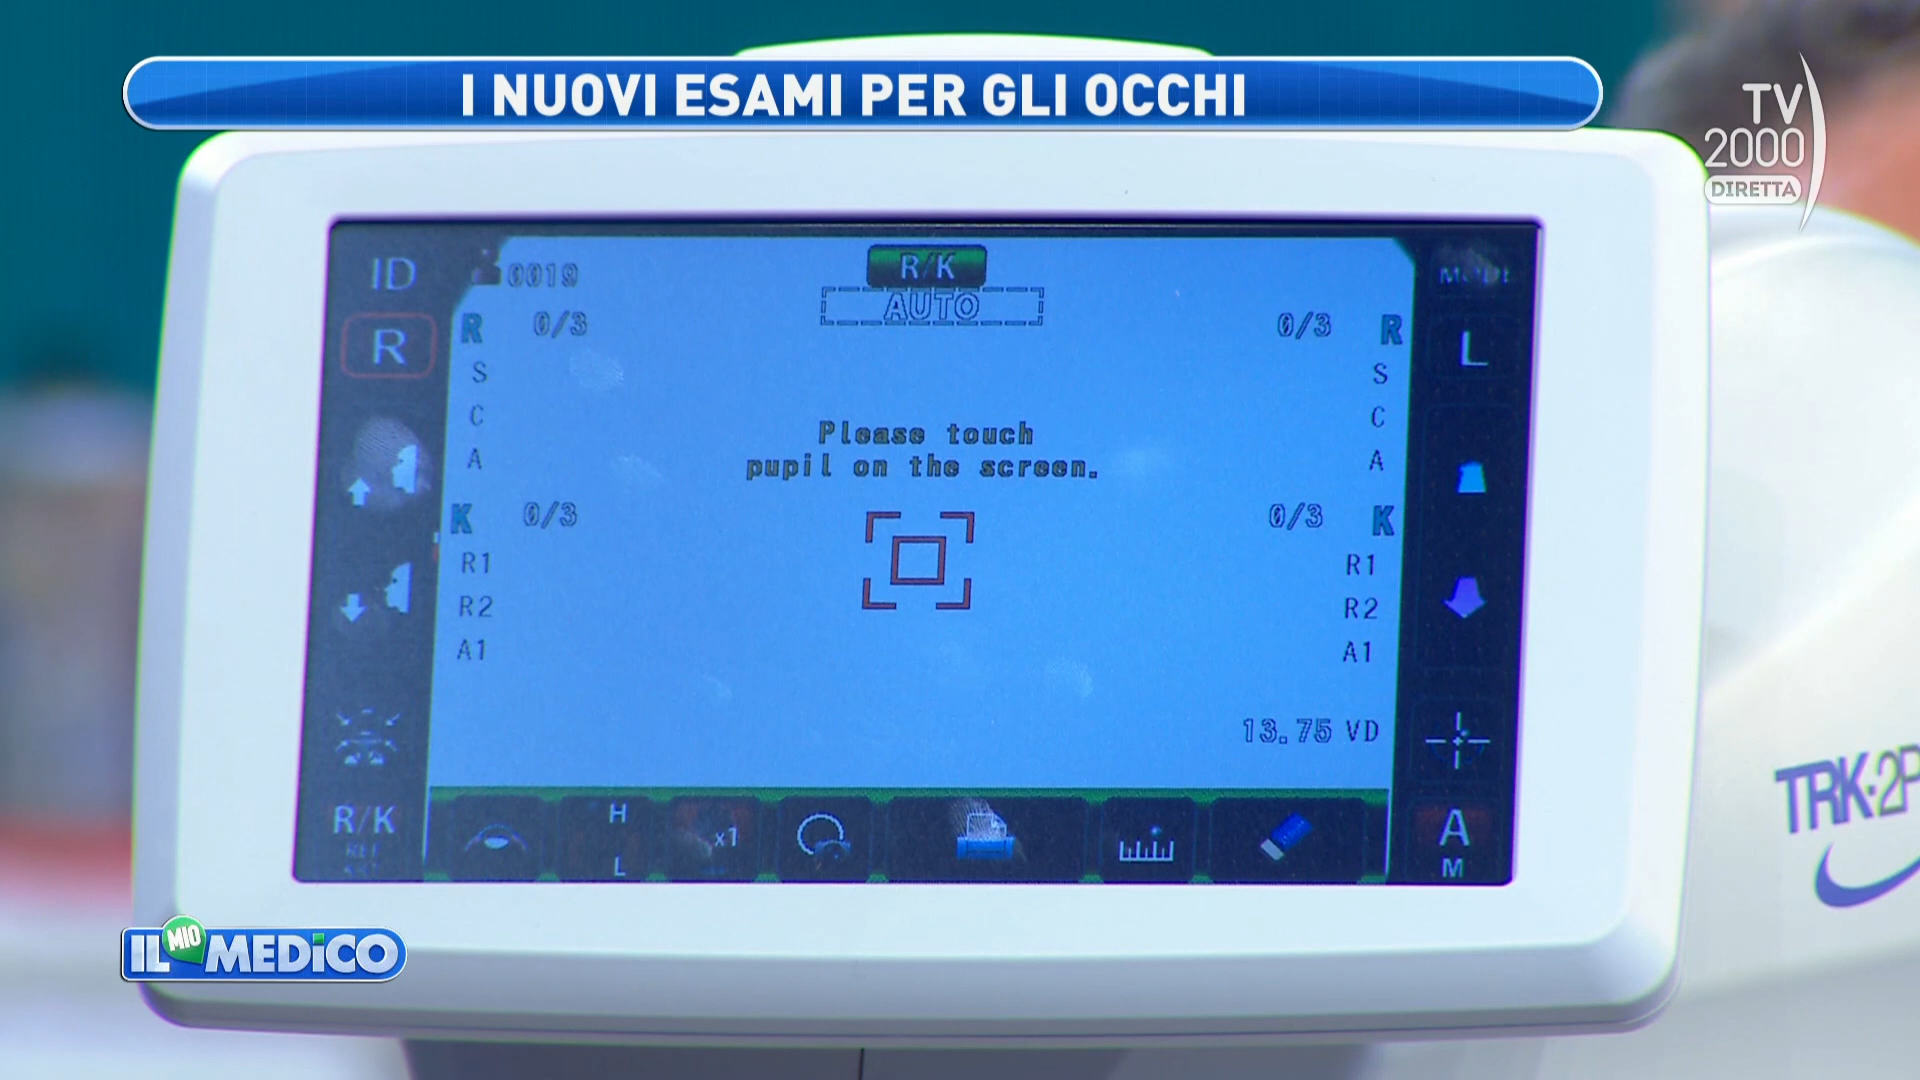 I NUOVI ESAMI PER GLI OCCHI
TV
2000
DIRETTA
ID
0019
R/K
MODE
AUTO
R
R 0/3
0/3 R
L
S
S
C
C
A
A
Please touch
pupil on the screen.
K 0/3
0/3 K
R1
R1
R2
R2
A1
A1
13.75 VD
TRK-2P
R/K
H
L
x1
A
M
IL MIO MEDICO